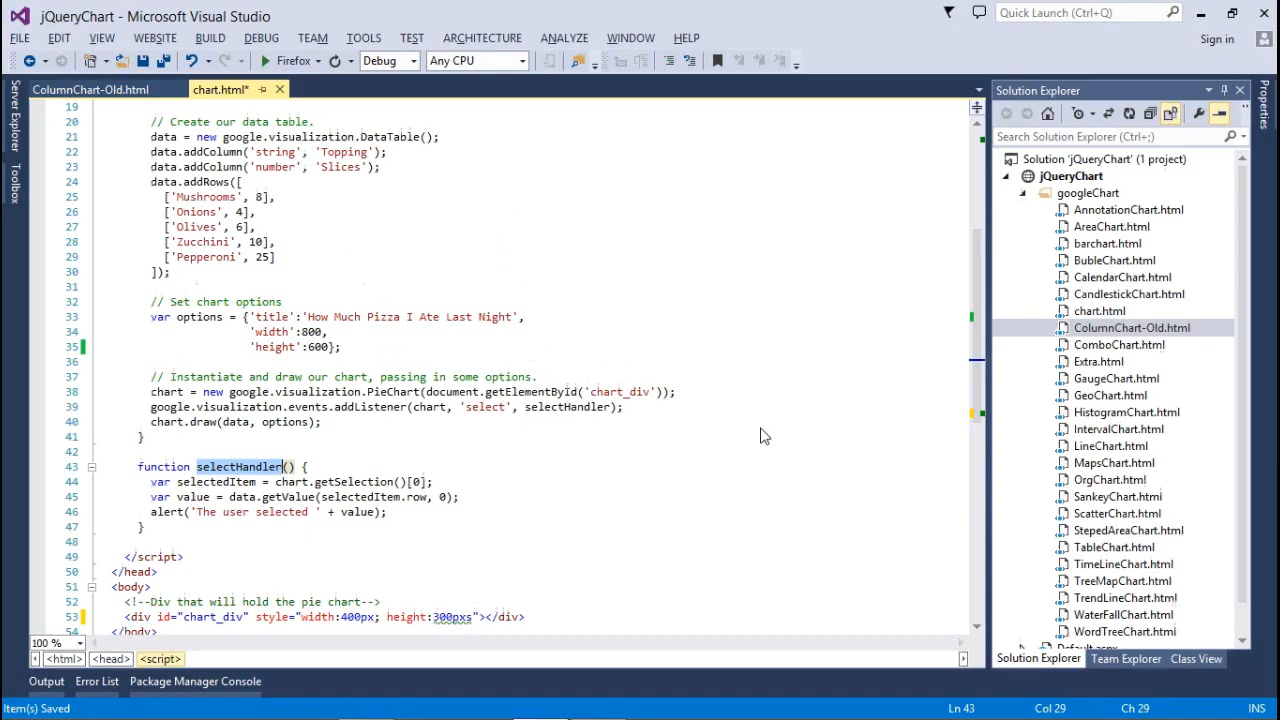 jQueryChart - Microsoft Visual Studio
Quick Launch (Ctrl+Q)
FILE EDIT VIEW WEBSITE BUILD DEBUG TEAM TOOLS TEST ARCHITECTURE ANALYZE WINDOW HELP
Sign in
Firefox Debug Any CPU
Server Explorer
Toolbox
ColumnChart-Old.html chart.html*
19
20 // Create our data table.
21 data = new google.visualization.DataTable();
22 data.addColumn('string', 'Topping');
23 data.addColumn('number', 'Slices');
24 data.addRows([
25 ['Mushrooms', 8],
26 ['Onions', 4],
27 ['Olives', 6],
28 ['Zucchini', 10],
29 ['Pepperoni', 25]
30 ]);
31
32 // Set chart options
33 var options = {'title':'How Much Pizza I Ate Last Night',
34 'width':800,
35 'height':600};
36
37 // Instantiate and draw our chart, passing in some options.
38 chart = new google.visualization.PieChart(document.getElementById('chart_div'));
39 google.visualization.events.addListener(chart, 'select', selectHandler);
40 chart.draw(data, options);
41 }
42
43 function selectHandler() {
44 var selectedItem = chart.getSelection()[0];
45 var value = data.getValue(selectedItem.row, 0);
46 alert('The user selected ' + value);
47 }
48
49 </script>
50 </head>
51 <body>
52 <!--Div that will hold the pie chart-->
53 <div id="chart_div" style="width:400px; height:300pxs"></div>
54 </body>
100 %
<html> <head> <script>
Solution Explorer
Search Solution Explorer (Ctrl+;)
Solution 'jQueryChart' (1 project)
jQueryChart
googleChart
AnnotationChart.html
AreaChart.html
barchart.html
BubleChart.html
CalendarChart.html
CandlestickChart.html
chart.html
ColumnChart-Old.html
ComboChart.html
Extra.html
GaugeChart.html
GeoChart.html
HistogramChart.html
IntervalChart.html
LineChart.html
MapsChart.html
OrgChart.html
SankeyChart.html
ScatterChart.html
StepedAreaChart.html
TableChart.html
TimeLineChart.html
TreeMapChart.html
TrendLineChart.html
WaterFallChart.html
WordTreeChart.html
Default.aspx
Solution Explorer Team Explorer Class View
Properties
Output Error List Package Manager Console
Item(s) Saved Ln 43 Col 29 Ch 29 INS